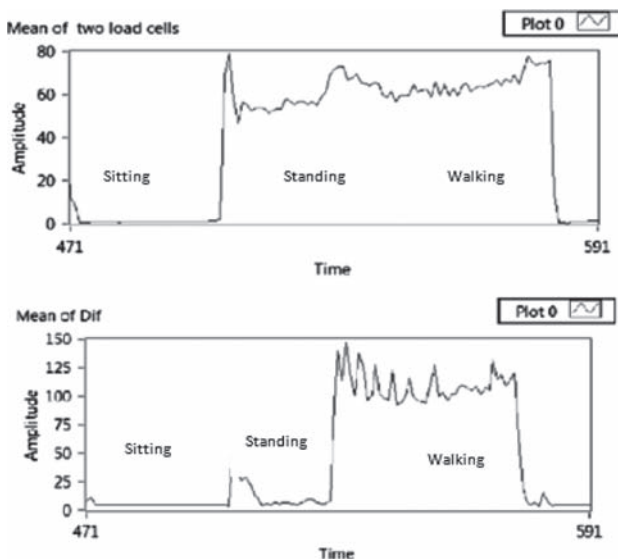 Mean of two load cells
Plot 0
80
60
40
20
0
Amplitude
Sitting
Standing
Walking
471
591
Time
Mean of Dif
Plot 0
150
125
100
75
50
25
0
Amplitude
Sitting
Standing
Walking
471
591
Time